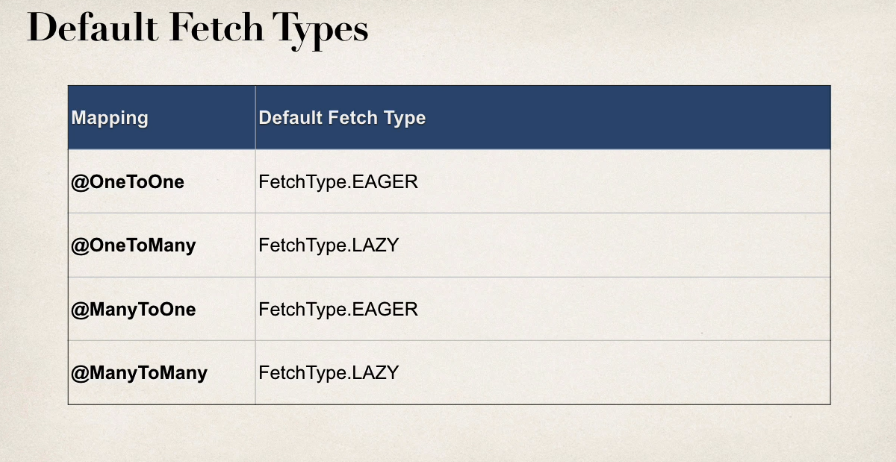 Default Fetch Types
Mapping Default Fetch Type
@OneToOne FetchType.EAGER
@OneToMany FetchType.LAZY
@ManyToOne FetchType.EAGER
@ManyToMany FetchType.LAZY